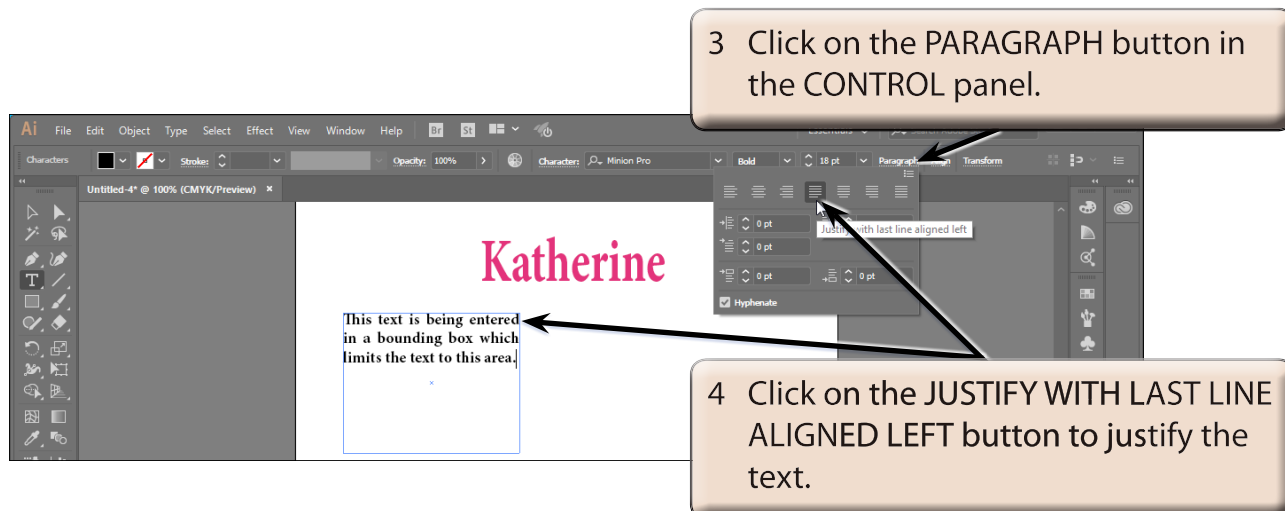 3 Click on the PARAGRAPH button in
the CONTROL panel.
Ai File Edit Object Type Select Effect View Window Help Br St
Characters Stroke: Opacity: 100% Character: Minion Pro Bold 18 pt Paragraph Transform
Untitled-4* @ 100% (CMYK/Preview) ×
0 pt
Justify with last line aligned left
0 pt
0 pt 0 pt
Hyphenate
Katherine
This text is being entered
in a bounding box which
limits the text to this area.
T
4 Click on the JUSTIFY WITH LAST LINE
ALIGNED LEFT button to justify the
text.